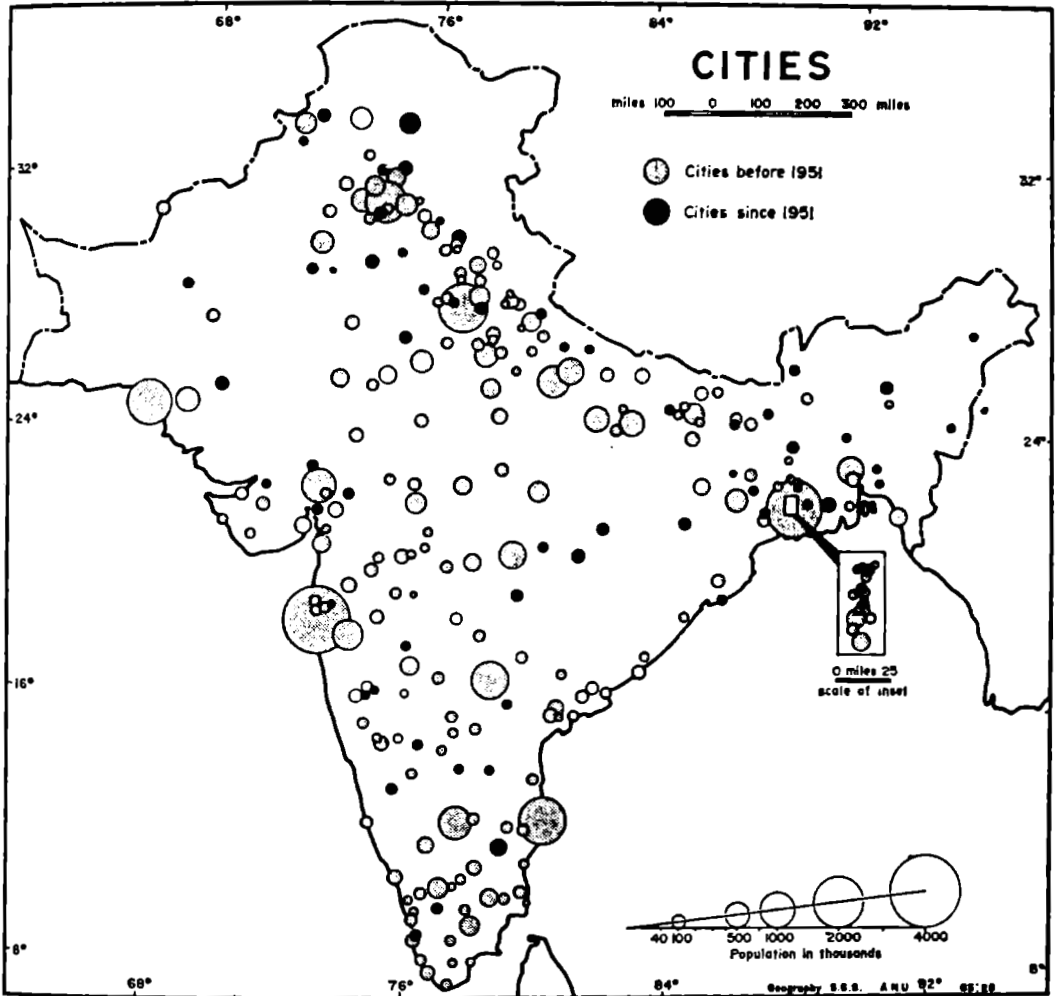 68° 76° 84° 92°
CITIES
miles 100 0 100 200 300 miles
32° 32°
Cities before 1951
Cities since 1951
24° 24°
0 miles 25
scale of inset
16° 16°
40 100 500 1000 2000 4000
Population in thousands
8° 8°
Geography S.G.S. A N U
68° 76° 84° 92°